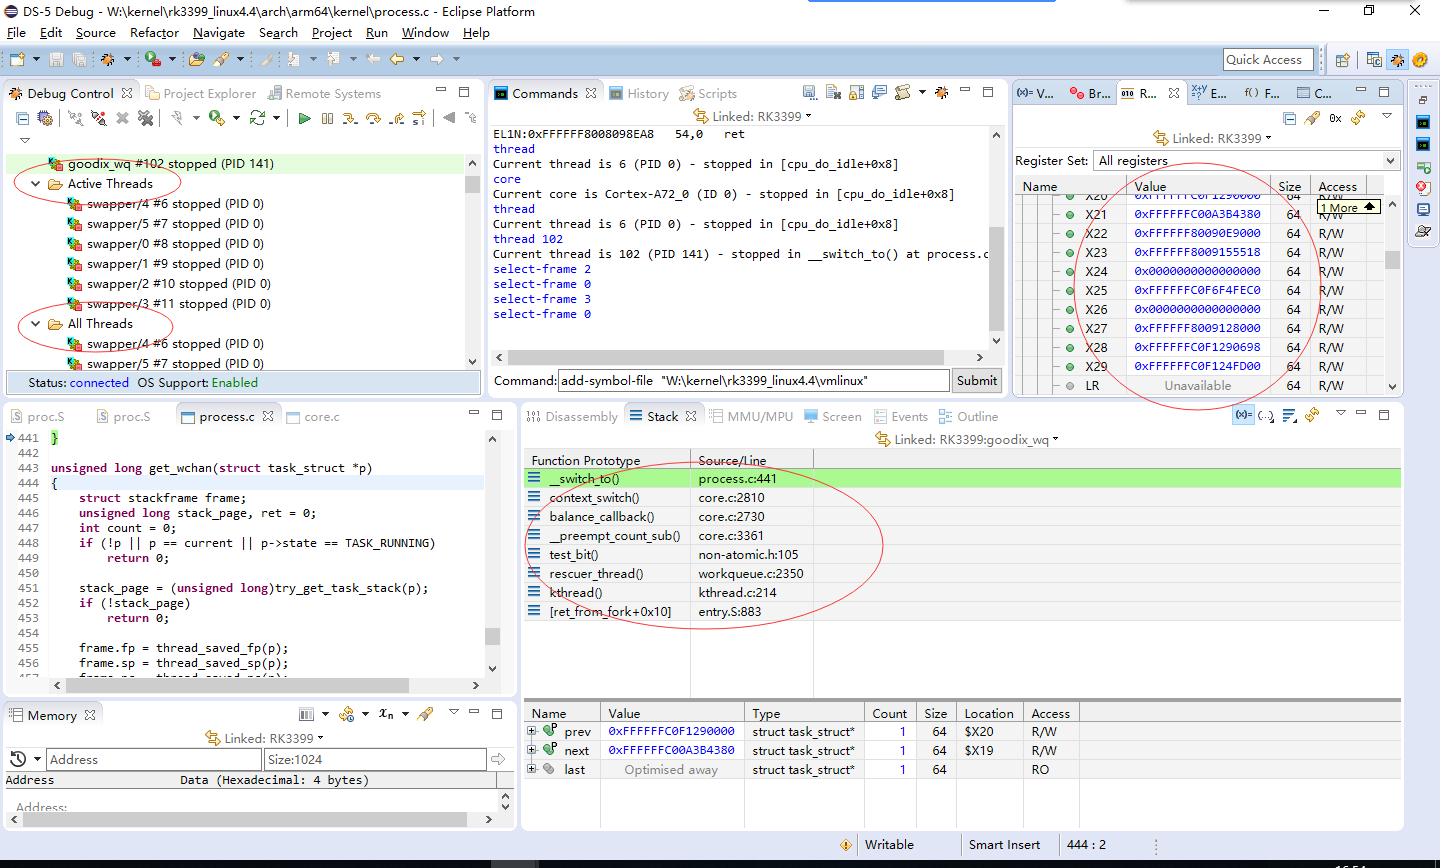 DS-5 Debug - W:\kernel\rk3399_linux4.4\arch\arm64\kernel\process.c - Eclipse Platform
File Edit Source Refactor Navigate Search Project Run Window Help
Quick Access
Debug Control Project Explorer Remote Systems
goodix_wq #102 stopped (PID 141)
Active Threads
swapper/4 #6 stopped (PID 0)
swapper/5 #7 stopped (PID 0)
swapper/0 #8 stopped (PID 0)
swapper/1 #9 stopped (PID 0)
swapper/2 #10 stopped (PID 0)
swapper/3 #11 stopped (PID 0)
All Threads
swapper/4 #6 stopped (PID 0)
swapper/5 #7 stopped (PID 0)
Status: connected OS Support: Enabled
Commands History Scripts
Linked: RK3399
EL1N:0xFFFFFF8008098EA8 54,0 ret
thread
Current thread is 6 (PID 0) - stopped in [cpu_do_idle+0x8]
core
Current core is Cortex-A72_0 (ID 0) - stopped in [cpu_do_idle+0x8]
thread
Current thread is 6 (PID 0) - stopped in [cpu_do_idle+0x8]
thread 102
Current thread is 102 (PID 141) - stopped in __switch_to() at process.c
select-frame 2
select-frame 0
select-frame 3
select-frame 0
Command: add-symbol-file "W:\kernel\rk3399_linux4.4\vmlinux" Submit
(x)= V... Br... R... E... f() F... C...
0x
Linked: RK3399
Register Set: All registers
Name Value Size Access
X20 0xFFFFFFC0F1290000 64 R/W
1 More
X21 0xFFFFFFC00A3B4380 64 R/W
X22 0xFFFFFF80090E9000 64 R/W
X23 0xFFFFFF8009155518 64 R/W
X24 0x0000000000000000 64 R/W
X25 0xFFFFFFC0F6F4FEC0 64 R/W
X26 0x0000000000000000 64 R/W
X27 0xFFFFFF8009128000 64 R/W
X28 0xFFFFFFC0F1290698 64 R/W
X29 0xFFFFFFC0F124FD00 64 R/W
LR Unavailable 64 R/W
proc.S proc.S process.c core.c
441 }
442
443 unsigned long get_wchan(struct task_struct *p)
444 {
445 struct stackframe frame;
446 unsigned long stack_page, ret = 0;
447 int count = 0;
448 if (!p || p == current || p->state == TASK_RUNNING)
449 return 0;
450
451 stack_page = (unsigned long)try_get_task_stack(p);
452 if (!stack_page)
453 return 0;
454
455 frame.fp = thread_saved_fp(p);
456 frame.sp = thread_saved_sp(p);
Disassembly Stack MMU/MPU Screen Events Outline
Linked: RK3399:goodix_wq
Function Prototype Source/Line
__switch_to() process.c:441
context_switch() core.c:2810
balance_callback() core.c:2730
__preempt_count_sub() core.c:3361
test_bit() non-atomic.h:105
rescuer_thread() workqueue.c:2350
kthread() kthread.c:214
[ret_from_fork+0x10] entry.S:883
Name Value Type Count Size Location Access
prev 0xFFFFFFC0F1290000 struct task_struct* 1 64 $X20 R/W
next 0xFFFFFFC00A3B4380 struct task_struct* 1 64 $X19 R/W
last Optimised away struct task_struct* 1 64 RO
Memory
Linked: RK3399
Address Size:1024
Address Data (Hexadecimal: 4 bytes)
Address:
Writable Smart Insert 444 : 2